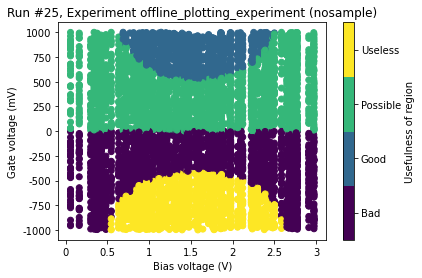 Run #25, Experiment offline_plotting_experiment (nosample)
1000
750
500
250
0
-250
-500
-750
-1000
Gate voltage (mV)
0
0.5
1
1.5
2
2.5
3
Bias voltage (V)
Useless
Possible
Good
Bad
Usefulness of region